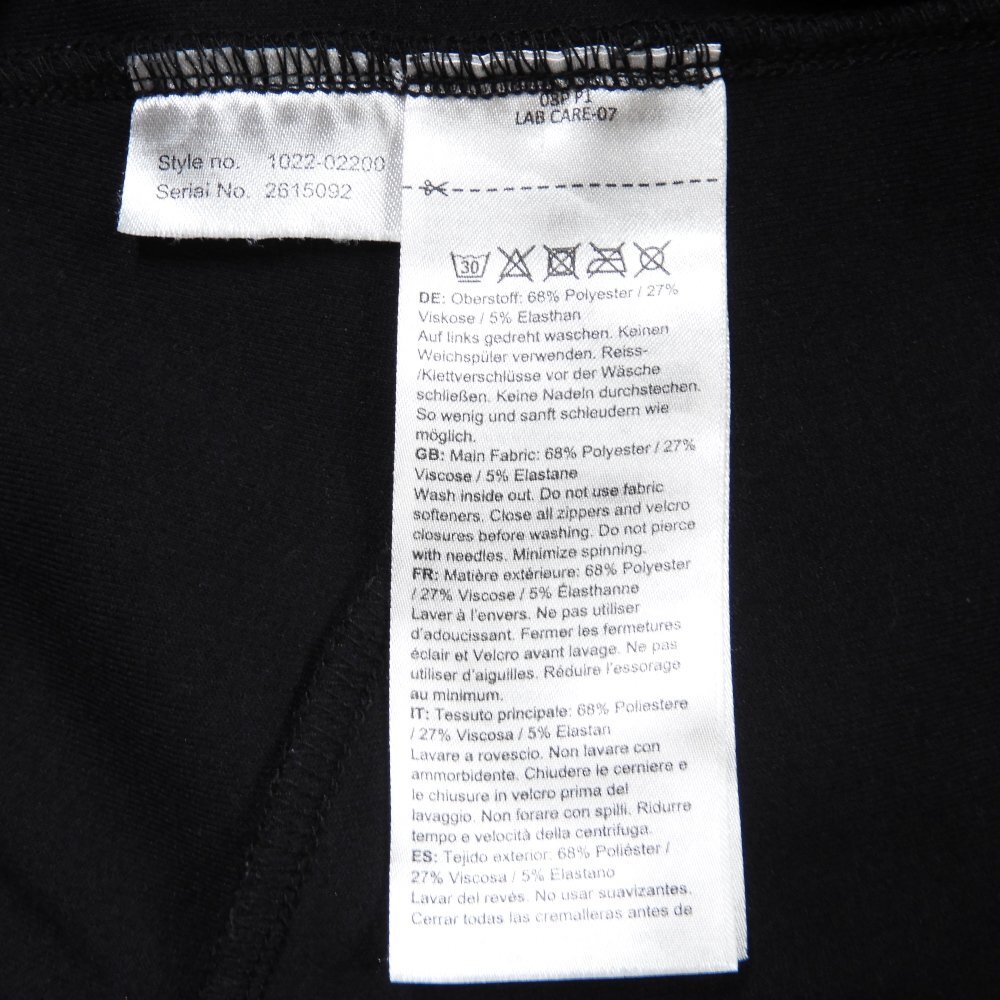 Style no. 1022-02200
Serial No. 2615092
LAB CARE-07
30
DE: Oberstoff: 68% Polyester / 27%
Viskose / 5% Elasthan
Auf links gedreht waschen. Keinen
Weichspüler verwenden. Reiss-
/Klettverschlüsse vor der Wäsche
schließen. Keine Nadeln durchstechen.
So wenig und sanft schleudern wie
möglich.
GB: Main Fabric: 68% Polyester / 27%
Viscose / 5% Elastane
Wash inside out. Do not use fabric
softeners. Close all zippers and velcro
closures before washing. Do not pierce
with needles. Minimize spinning.
FR: Matière extérieure: 68% Polyester
/ 27% Viscose / 5% Élasthanne
Laver à l'envers. Ne pas utiliser
d'adoucissant. Fermer les fermetures
éclair et Velcro avant lavage. Ne pas
utiliser d'aiguilles. Réduire l'essorage
au minimum.
IT: Tessuto principale: 68% Poliestere
/ 27% Viscosa / 5% Elastan
Lavare a rovescio. Non lavare con
ammorbidente. Chiudere le cerniere e
le chiusure in velcro prima del
lavaggio. Non forare con spilli. Ridurre
tempo e velocità della centrifuga.
ES: Tejido exterior: 68% Poliéster /
27% Viscosa / 5% Elastano
Lavar del revés. No usar suavizantes.
Cerrar todas las cremalleras antes de